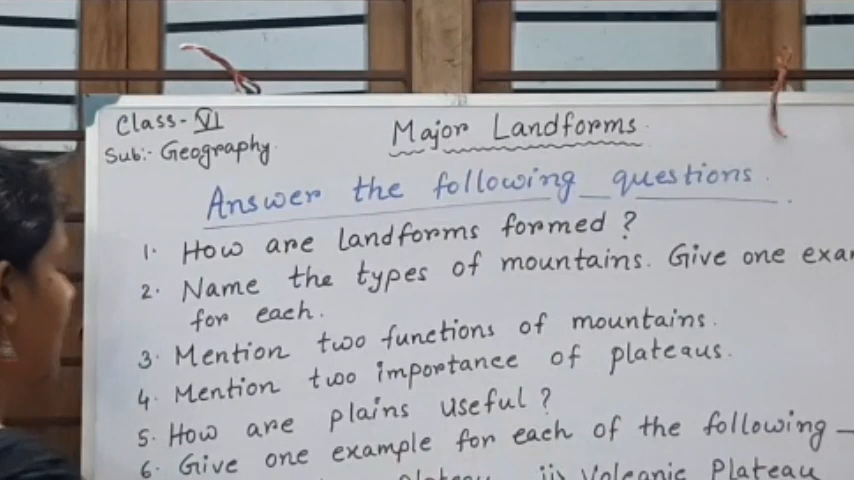 Class - VI
Sub:- Geography
Major Landforms
Answer the following questions.
1. How are landforms formed?
2. Name the types of mountains. Give one exa
for each.
3. Mention two functions of mountains.
4. Mention two importance of plateaus.
5. How are plains useful?
6. Give one example for each of the following —
Plateau ii) Volcanic Plateau